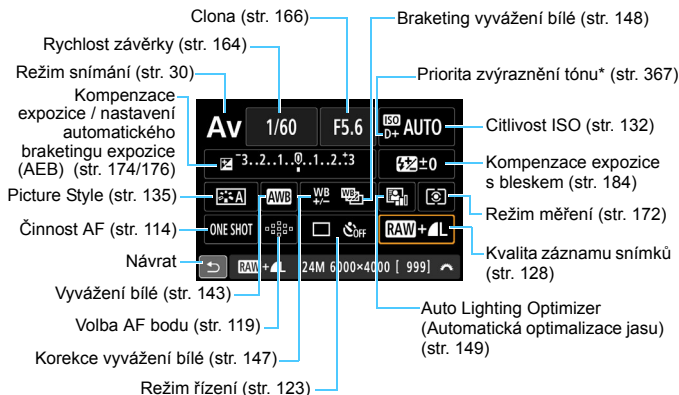 Clona (str. 166)
Braketing vyvážení bílé (str. 148)
Rychlost závěrky (str. 164)
Režim snímání (str. 30)
Priorita zvýraznění tónu* (str. 367)
Kompenzace
expozice / nastavení
automatického
braketingu expozice
(AEB) (str. 174/176)
Av 1/60 F5.6 ISO D+ AUTO
Citlivost ISO (str. 132)
-3..2..1..0..1..2.+3 ±0
Kompenzace expozice
s bleskem (str. 184)
Picture Style (str. 135)
A AWB WB +/- WB
Režim měření (str. 172)
Činnost AF (str. 114)
ONE SHOT OFF RAW+L
Kvalita záznamu snímků
(str. 128)
Návrat
RAW+L 24M 6000×4000 [ 999]
Vyvážení bílé (str. 143)
Auto Lighting Optimizer
(Automatická optimalizace jasu)
(str. 149)
Volba AF bodu (str. 119)
Korekce vyvážení bílé (str. 147)
Režim řízení (str. 123)